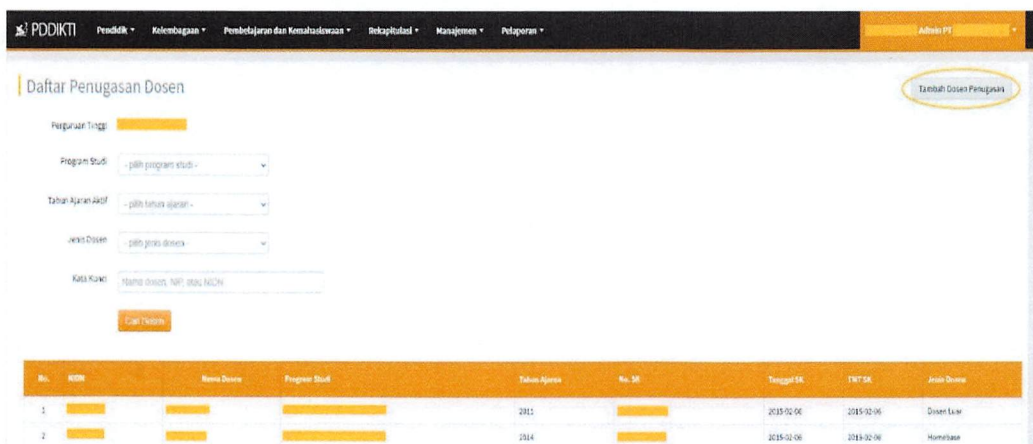 PDDIKTI Pendidik Kelembagaan Pembelajaran dan Kemahasiswaan Rekapitulasi Manajemen Pelaporan Admin PT
Daftar Penugasan Dosen Tambah Dosen Penugasan
Perguruan Tinggi
Program Studi - pilih program studi -
Tahun Ajaran Aktif - pilih tahun ajaran -
Jenis Dosen - pilih jenis dosen -
Kata Kunci Nama dosen, NIP, atau NIDN
Cari Dosen
No. NIDN Nama Dosen Program Studi Tahun Ajaran No. SK Tanggal SK TMT SK Jenis Dosen
1 2011 2015-02-06 2015-02-06 Dosen Luar
2 2014 2015-02-06 2015-02-06 Homebase